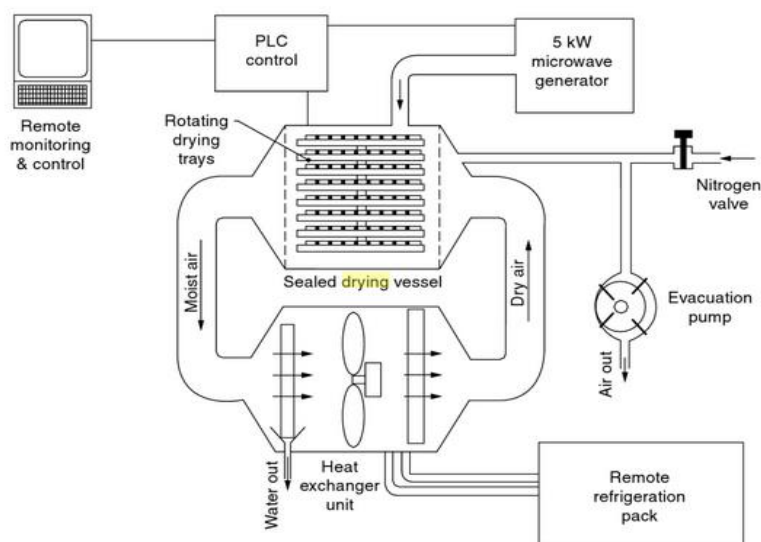 PLC
control
5 kW
microwave
generator
Remote
monitoring
& control
Rotating
drying
trays
Nitrogen
valve
Moist air
Sealed drying vessel
Dry air
Evacuation
pump
Air out
Water out
Heat
exchanger
unit
Remote
refrigeration
pack